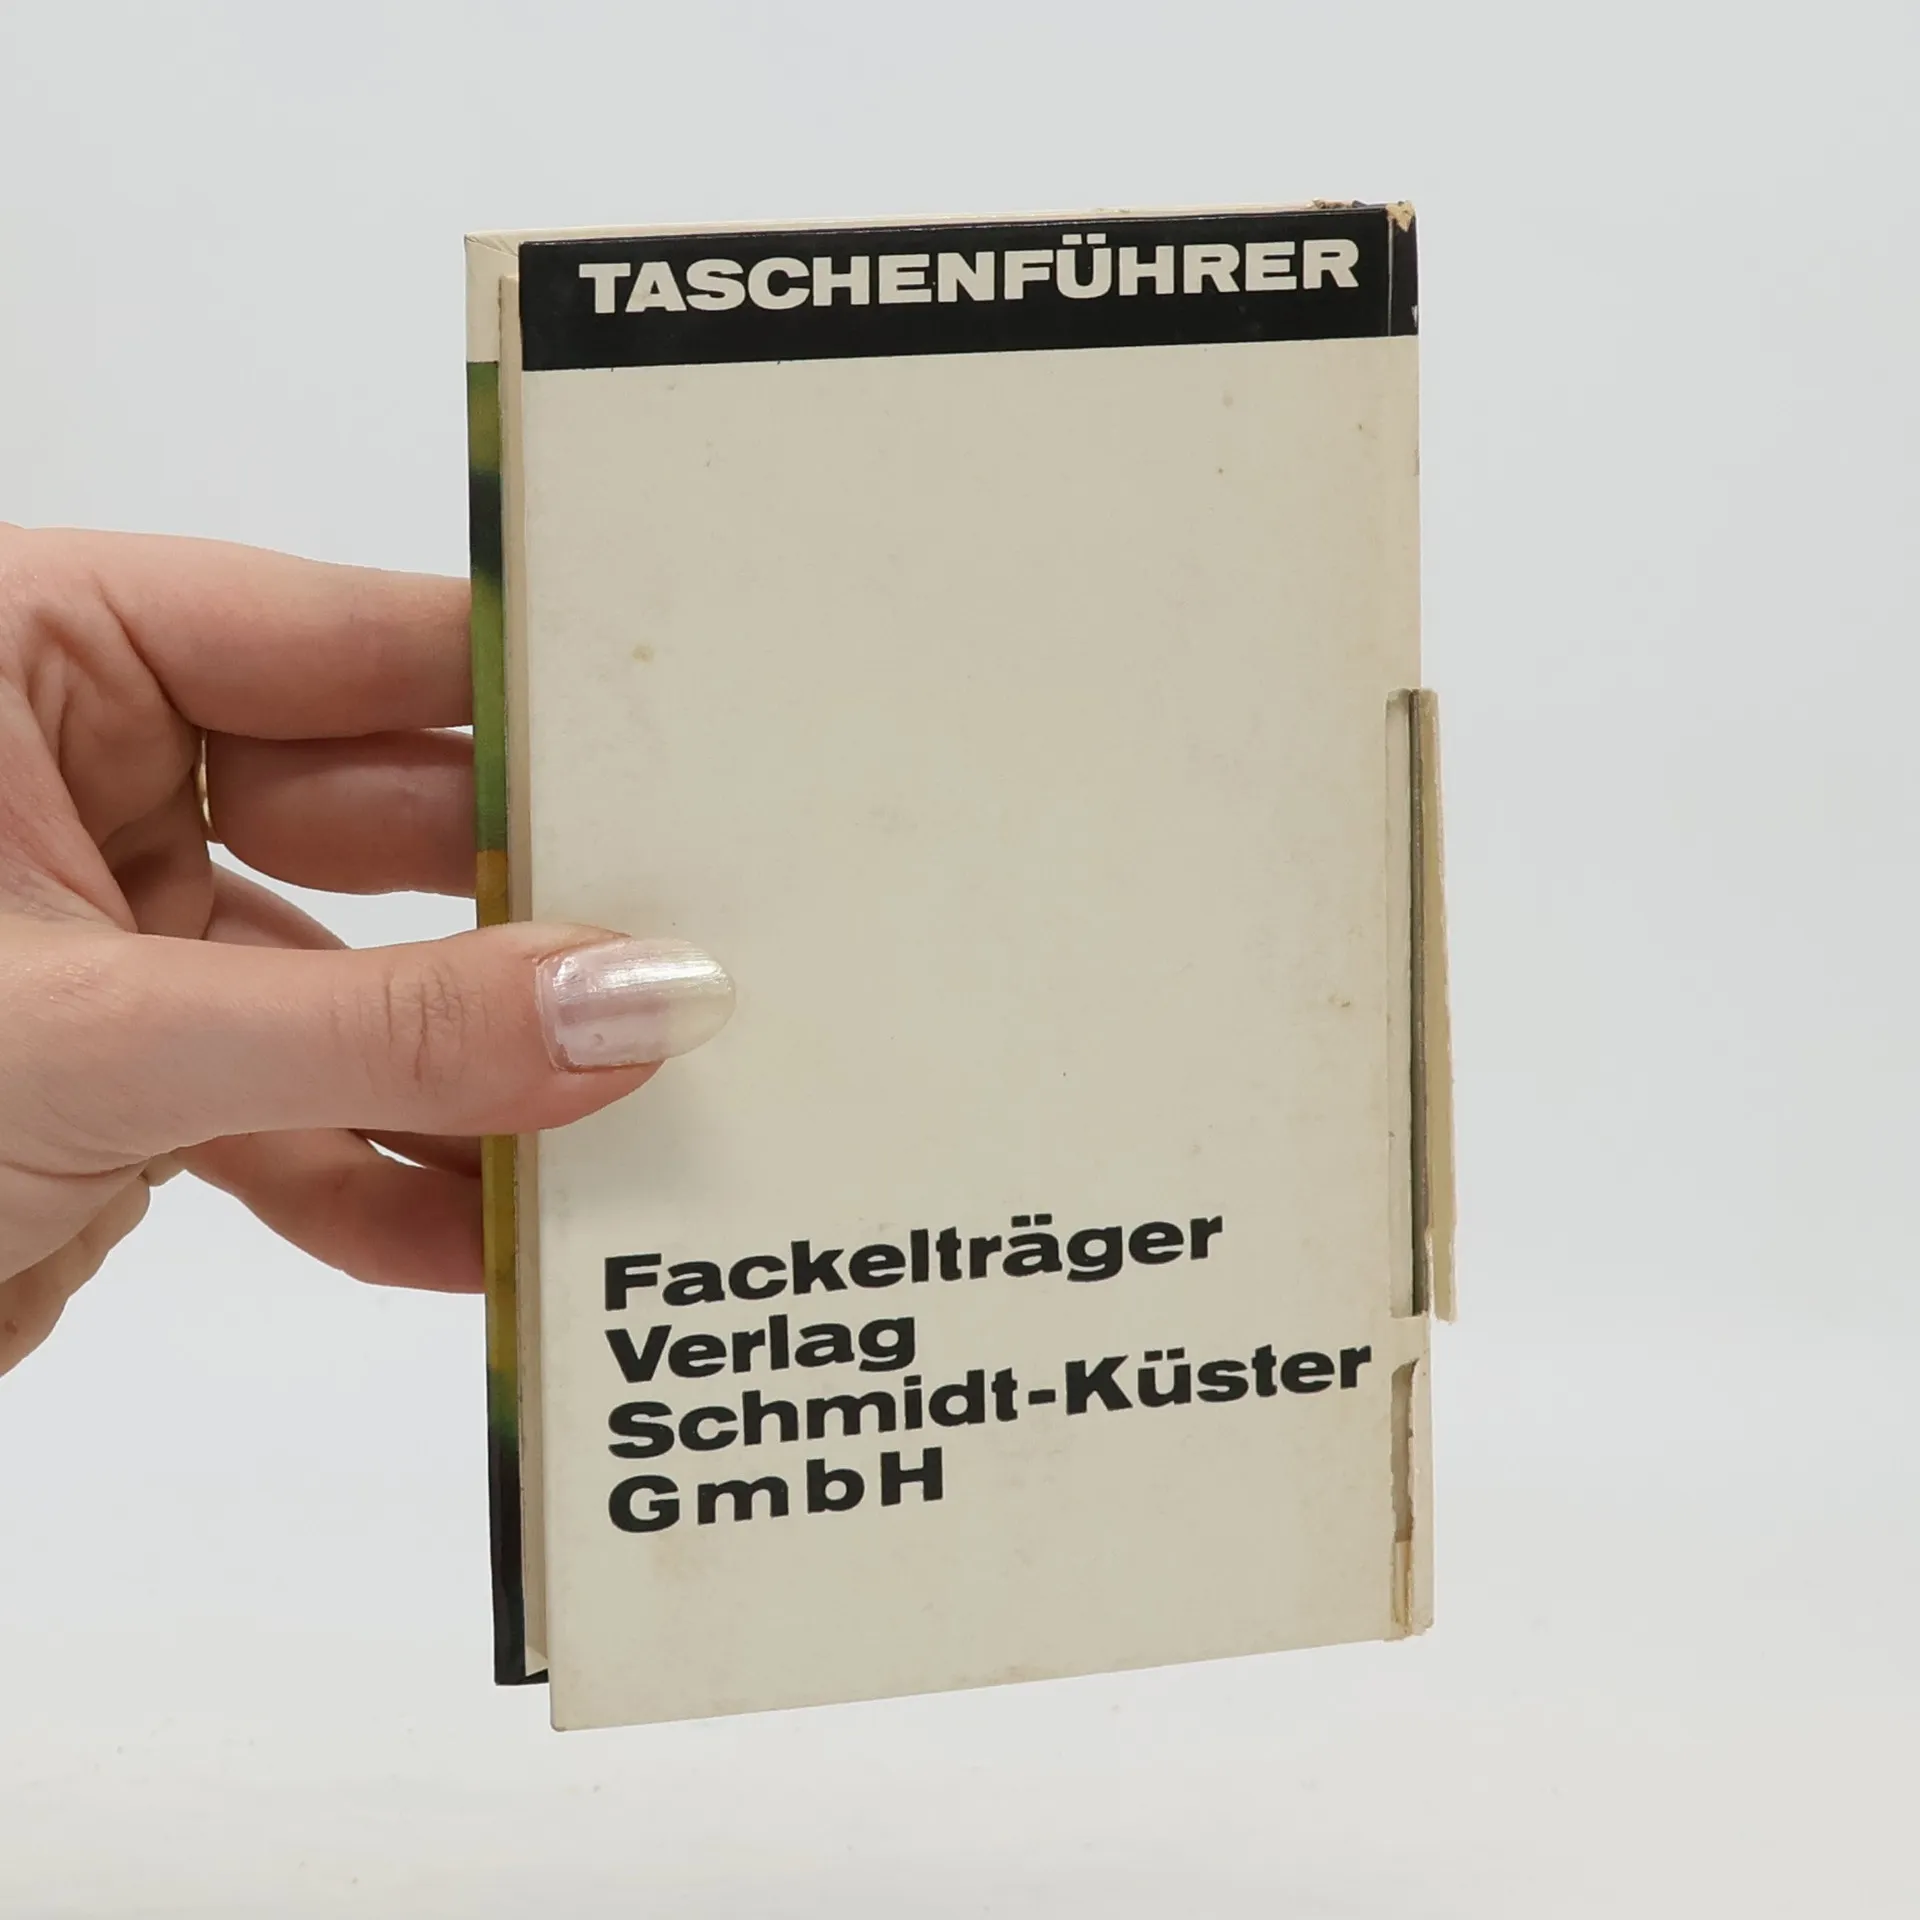 TASCHENFÜHRER
Fackelträger
Verlag
Schmidt-Küster
GmbH